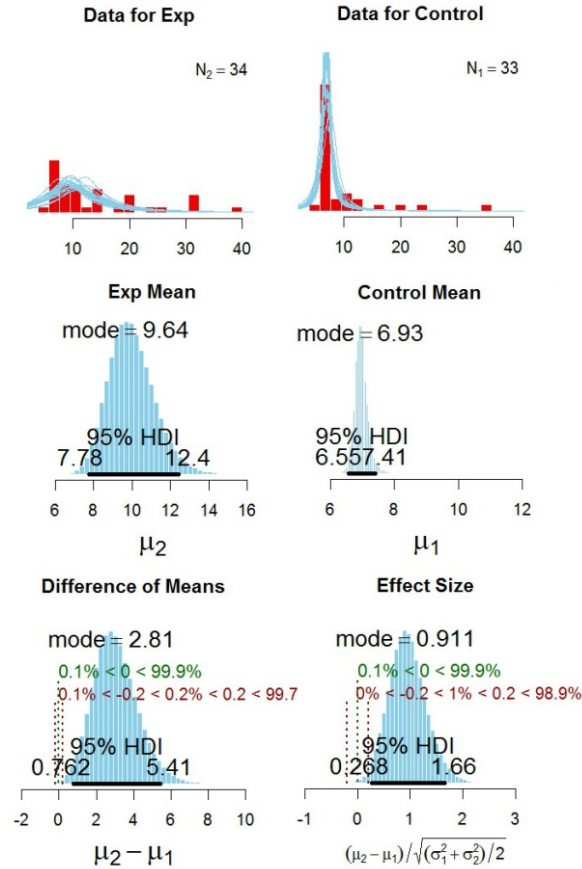 Data for Exp
N₂ = 34
10 20 30 40
Data for Control
N₁ = 33
10 20 30 40
Exp Mean
mode = 9.64
95% HDI
7.78 12.4
6 8 10 12 14 16
μ₂
Control Mean
mode = 6.93
95% HDI
6.55 7.41
6 8 10 12
μ₁
Difference of Means
mode = 2.81
0.1% < 0 < 99.9%
0.1% < -0.2 < 0.2% < 0.2 < 99.7
95% HDI
0.762 5.41
-2 0 2 4 6 8 10
μ₂ − μ₁
Effect Size
mode = 0.911
0.1% < 0 < 99.9%
0% < -0.2 < 1% < 0.2 < 98.9%
95% HDI
0.268 1.66
-1 0 1 2 3
(μ₂ − μ₁)/√(σ₁² + σ₂²)/2